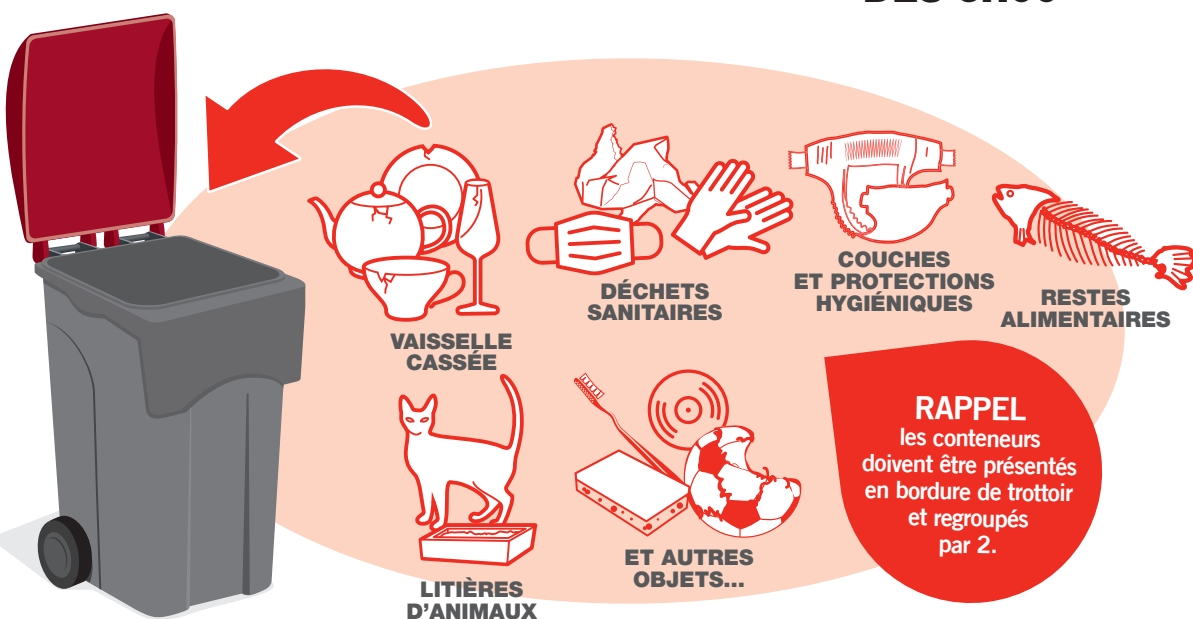 VAISSELLE
CASSÉE
DÉCHETS
SANITAIRES
COUCHES
ET PROTECTIONS
HYGIÉNIQUES
RESTES
ALIMENTAIRES
LITIÈRES
D’ANIMAUX
ET AUTRES
OBJETS...
RAPPEL
les conteneurs
doivent être présentés
en bordure de trottoir
et regroupés
par 2.